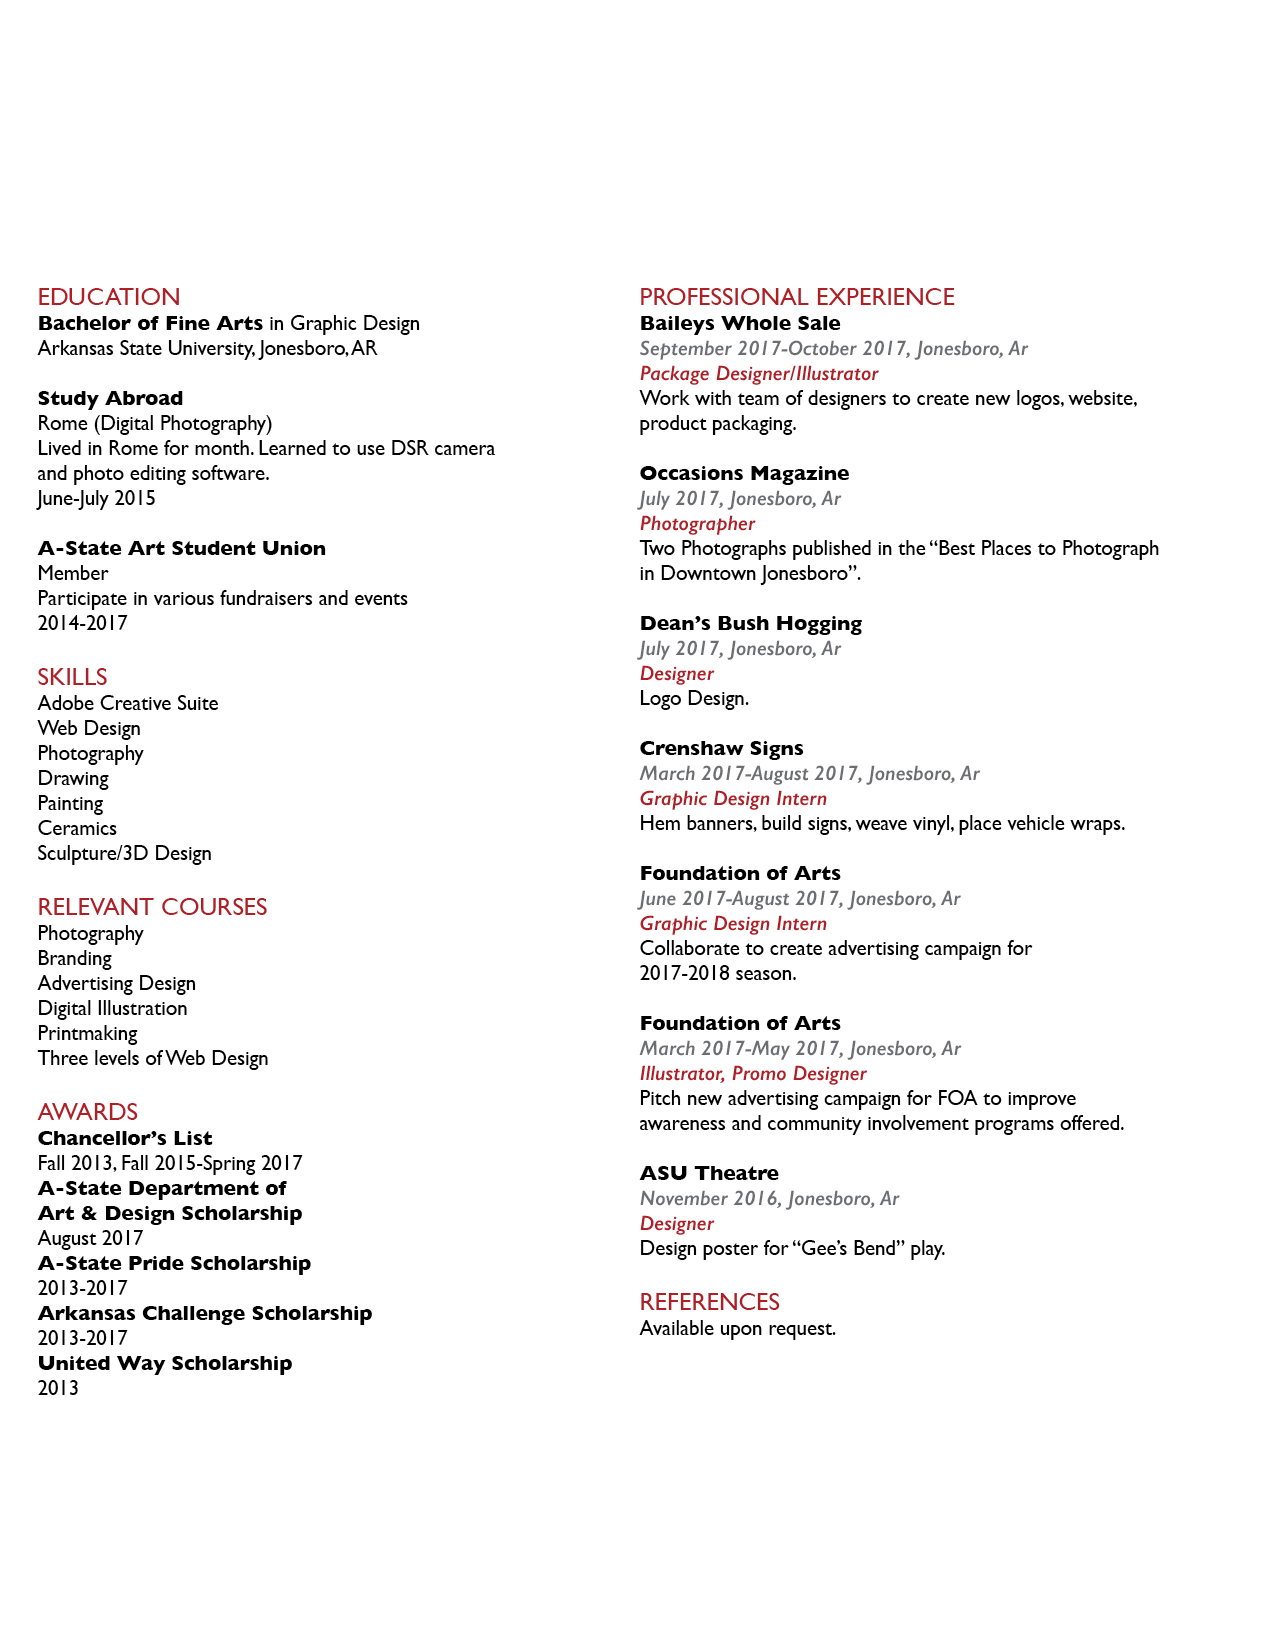 EDUCATION
Bachelor of Fine Arts in Graphic Design
Arkansas State University, Jonesboro, AR
Study Abroad
Rome (Digital Photography)
Lived in Rome for month. Learned to use DSR camera
and photo editing software.
June-July 2015
A-State Art Student Union
Member
Participate in various fundraisers and events
2014-2017
SKILLS
Adobe Creative Suite
Web Design
Photography
Drawing
Painting
Ceramics
Sculpture/3D Design
RELEVANT COURSES
Photography
Branding
Advertising Design
Digital Illustration
Printmaking
Three levels of Web Design
AWARDS
Chancellor’s List
Fall 2013, Fall 2015-Spring 2017
A-State Department of
Art & Design Scholarship
August 2017
A-State Pride Scholarship
2013-2017
Arkansas Challenge Scholarship
2013-2017
United Way Scholarship
2013
PROFESSIONAL EXPERIENCE
Baileys Whole Sale
September 2017-October 2017, Jonesboro, Ar
Package Designer/Illustrator
Work with team of designers to create new logos, website,
product packaging.
Occasions Magazine
July 2017, Jonesboro, Ar
Photographer
Two Photographs published in the “Best Places to Photograph
in Downtown Jonesboro”.
Dean’s Bush Hogging
July 2017, Jonesboro, Ar
Designer
Logo Design.
Crenshaw Signs
March 2017-August 2017, Jonesboro, Ar
Graphic Design Intern
Hem banners, build signs, weave vinyl, place vehicle wraps.
Foundation of Arts
June 2017-August 2017, Jonesboro, Ar
Graphic Design Intern
Collaborate to create advertising campaign for
2017-2018 season.
Foundation of Arts
March 2017-May 2017, Jonesboro, Ar
Illustrator, Promo Designer
Pitch new advertising campaign for FOA to improve
awareness and community involvement programs offered.
ASU Theatre
November 2016, Jonesboro, Ar
Designer
Design poster for “Gee’s Bend” play.
REFERENCES
Available upon request.